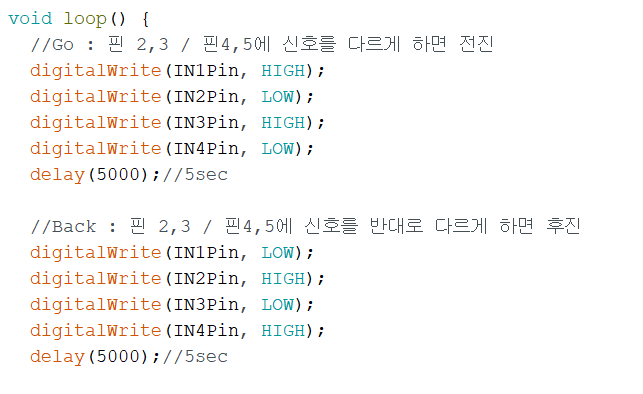 void loop() {
//Go : 핀 2,3 / 핀4,5에 신호를 다르게 하면 전진
digitalWrite(IN1Pin, HIGH);
digitalWrite(IN2Pin, LOW);
digitalWrite(IN3Pin, HIGH);
digitalWrite(IN4Pin, LOW);
delay(5000);//5sec
//Back : 핀 2,3 / 핀4,5에 신호를 반대로 다르게 하면 후진
digitalWrite(IN1Pin, LOW);
digitalWrite(IN2Pin, HIGH);
digitalWrite(IN3Pin, LOW);
digitalWrite(IN4Pin, HIGH);
delay(5000);//5sec